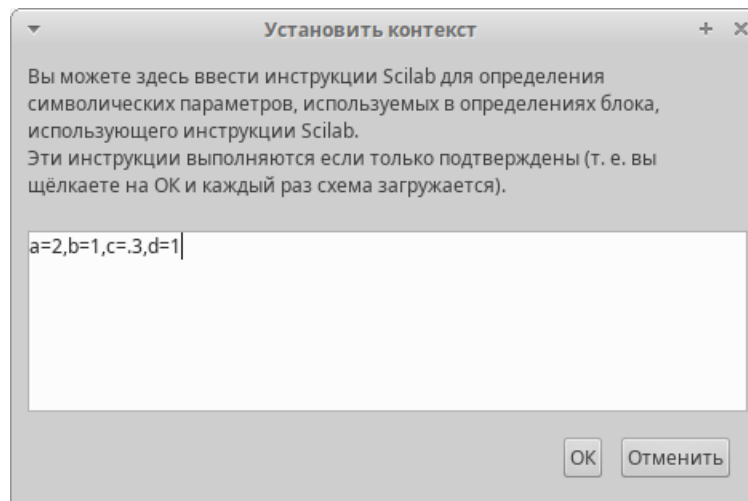 Установить контекст
Вы можете здесь ввести инструкции Scilab для определения
символических параметров, используемых в определениях блока,
использующего инструкции Scilab.
Эти инструкции выполняются если только подтверждены (т. е. вы
щёлкаете на ОК и каждый раз схема загружается).
a=2,b=1,c=.3,d=1
ОК
Отменить